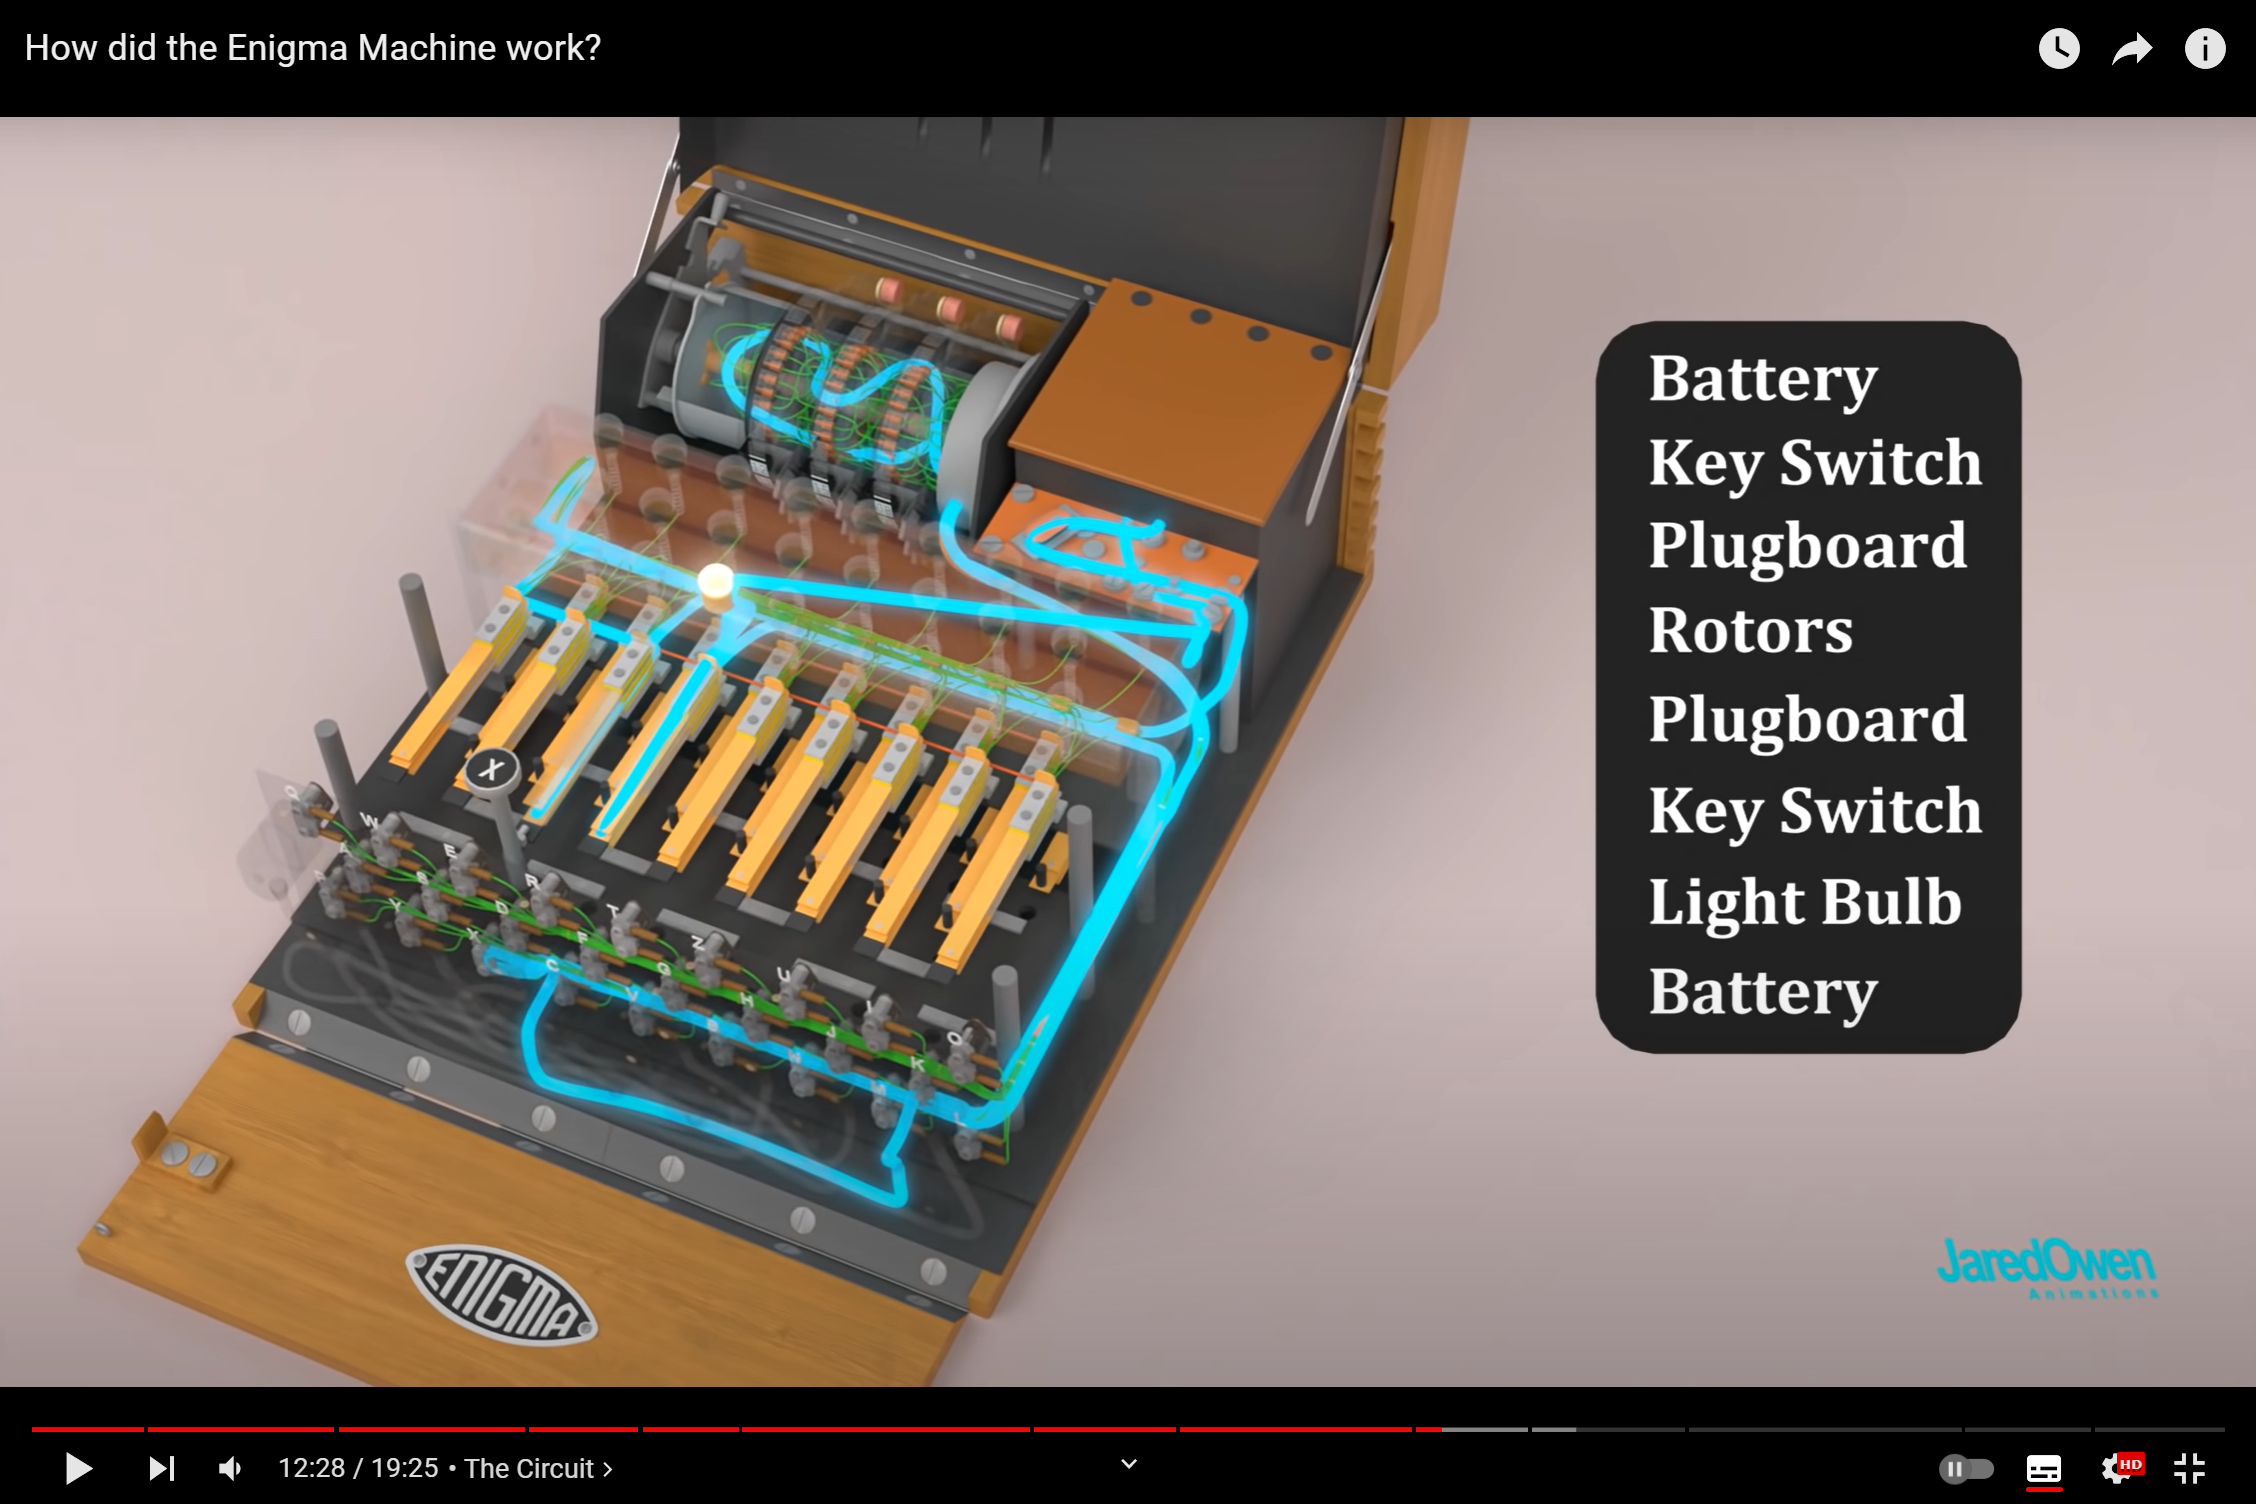 How did the Enigma Machine work?
Battery
Key Switch
Plugboard
Rotors
Plugboard
Key Switch
Light Bulb
Battery
X
Q
W
E
R
T
Z
U
I
O
A
S
D
F
G
H
J
K
P
Y
X
C
V
B
N
M
L
ENIGMA
JaredOwen
Animations
12:28 / 19:25 • The Circuit ›
HD